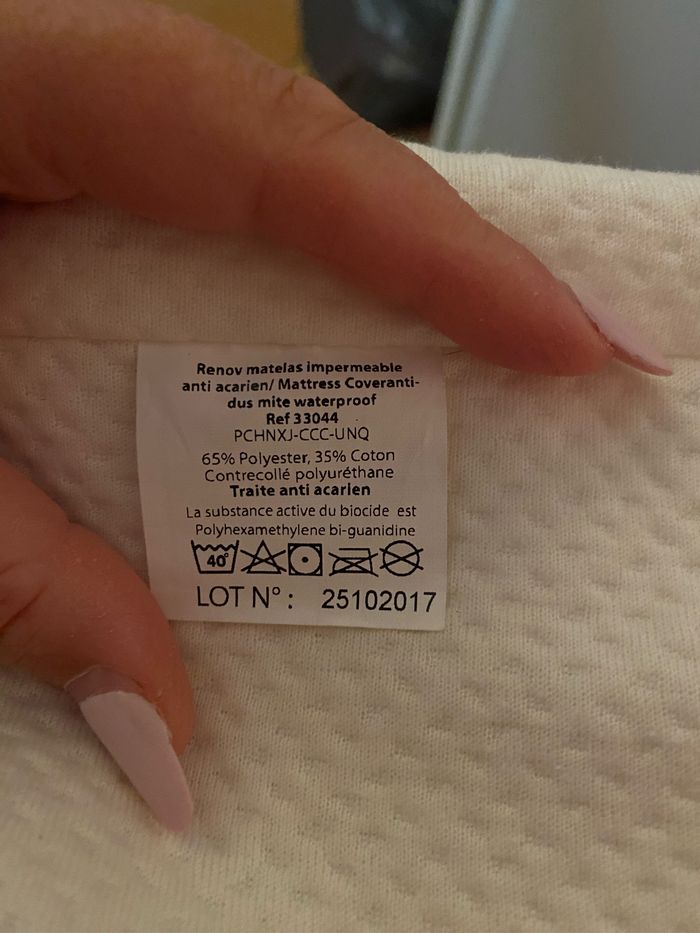 Renov matelas impermeable
anti acarien/ Mattress Coveranti-
dus mite waterproof
Ref 33044
PCHNXJ-CCC-UNQ
65% Polyester, 35% Coton
Contrecollé polyuréthane
Traite anti acarien
La substance active du biocide est
Polyhexamethylene bi-guanidine
40°
LOT N° : 25102017